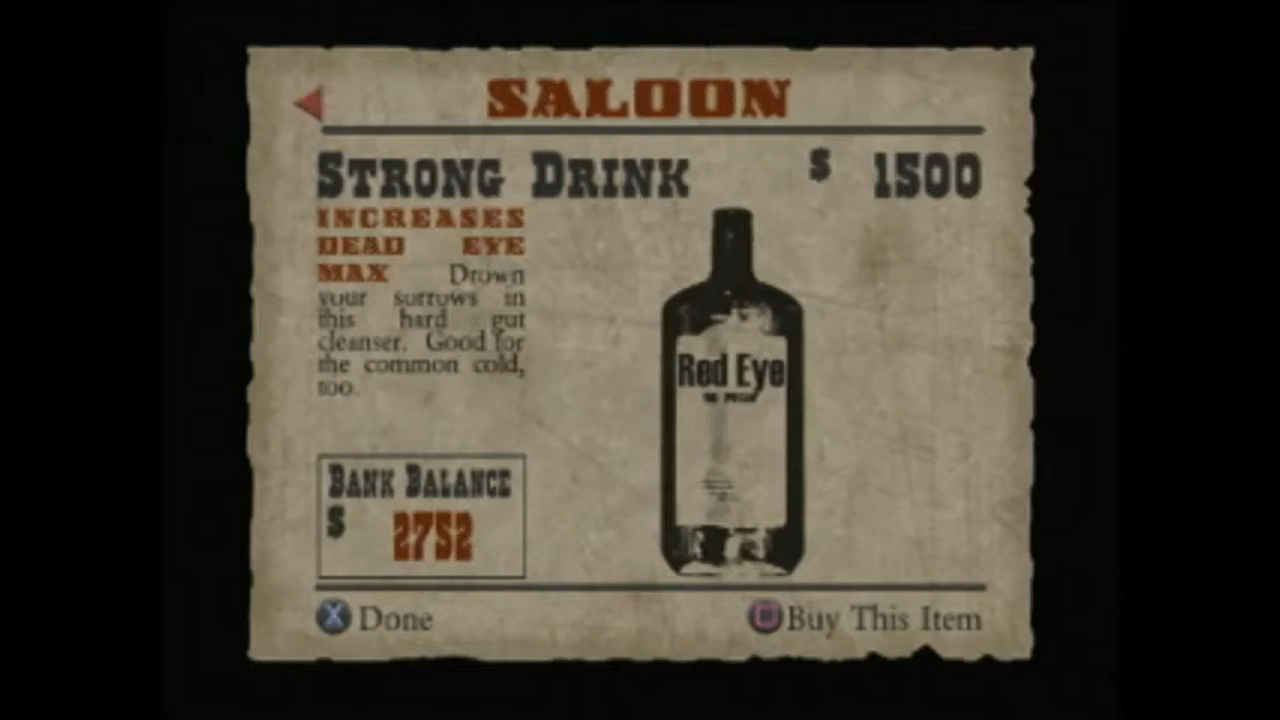 SALOON
STRONG DRINK $ 1500
INCREASES
DEAD EYE
MAX Drown
your sorrows in
this hard gut
cleanser. Good for
the common cold,
too.
Red Eye
BANK BALANCE
$ 2752
Done
Buy This Item